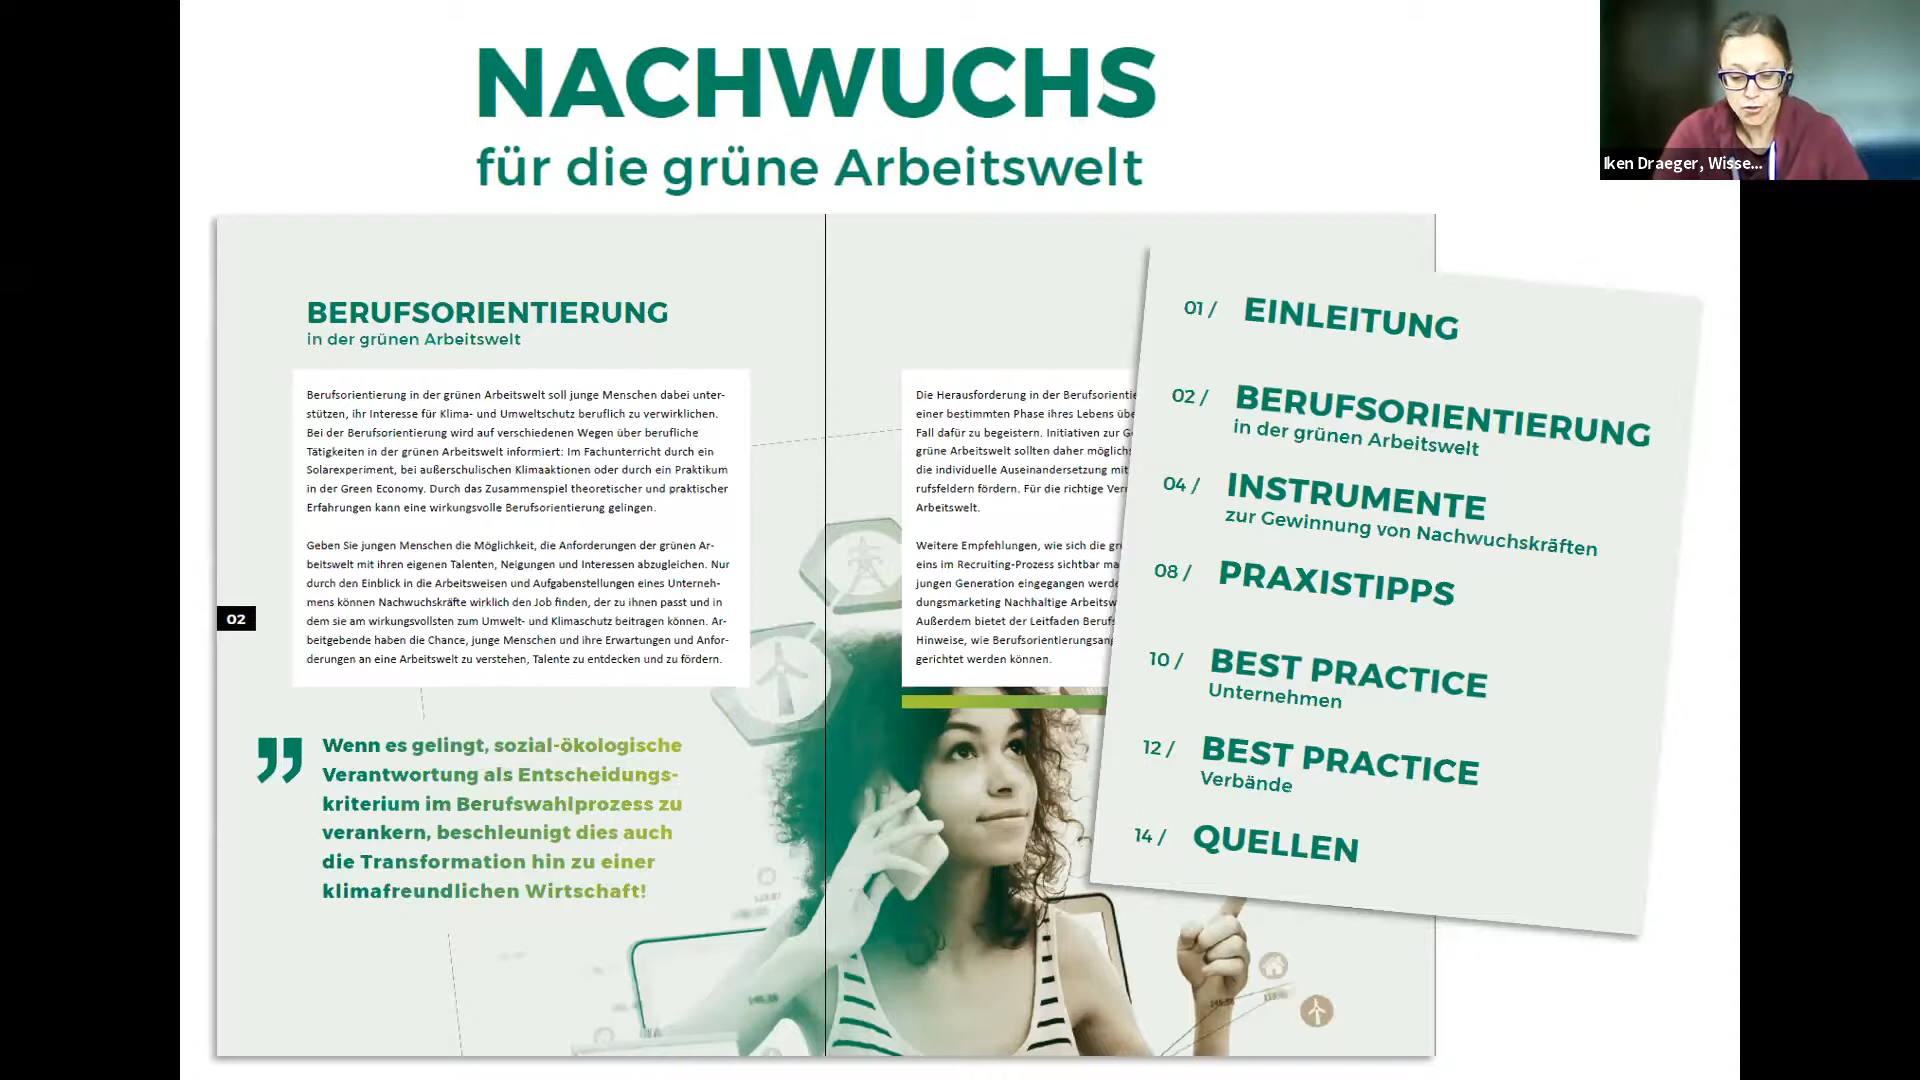 NACHWUCHS
für die grüne Arbeitswelt
Iken Draeger, Wisse...
BERUFSORIENTIERUNG
in der grünen Arbeitswelt
Berufsorientierung in der grünen Arbeitswelt soll junge Menschen dabei unter-
stützen, ihr Interesse für Klima- und Umweltschutz beruflich zu verwirklichen.
Bei der Berufsorientierung wird auf verschiedenen Wegen über berufliche
Tätigkeiten in der grünen Arbeitswelt informiert: Im Fachunterricht durch ein
Solarexperiment, bei außerschulischen Klimaaktionen oder durch ein Praktikum
in der Green Economy. Durch das Zusammenspiel theoretischer und praktischer
Erfahrungen kann eine wirkungsvolle Berufsorientierung gelingen.
Geben Sie jungen Menschen die Möglichkeit, die Anforderungen der grünen Ar-
beitswelt mit ihren eigenen Talenten, Neigungen und Interessen abzugleichen. Nur
durch den Einblick in die Arbeitsweisen und Aufgabenstellungen eines Unterneh-
mens können Nachwuchskräfte wirklich den Job finden, der zu ihnen passt und in
dem sie am wirkungsvollsten zum Umwelt- und Klimaschutz beitragen können. Ar-
beitgebende haben die Chance, junge Menschen und ihre Erwartungen und Anfor-
derungen an eine Arbeitswelt zu verstehen, Talente zu entdecken und zu fördern.
02
" Wenn es gelingt, sozial-ökologische
Verantwortung als Entscheidungs-
kriterium im Berufswahlprozess zu
verankern, beschleunigt dies auch
die Transformation hin zu einer
klimafreundlichen Wirtschaft!
Die Herausforderung in der Berufsorientie
einer bestimmten Phase ihres Lebens übe
Fall dafür zu begeistern. Initiativen zur G
grüne Arbeitswelt sollten daher möglichs
die individuelle Auseinandersetzung mit
rufsfeldern fördern. Für die richtige Ver
Arbeitswelt.
Weitere Empfehlungen, wie sich die gr
eins im Recruiting-Prozess sichtbar ma
jungen Generation eingegangen werde
dungsmarketing Nachhaltige Arbeitsw
Außerdem bietet der Leitfaden Berufs
Hinweise, wie Berufsorientierungsan
gerichtet werden können.
01 / EINLEITUNG
02 / BERUFSORIENTIERUNG
in der grünen Arbeitswelt
04 / INSTRUMENTE
zur Gewinnung von Nachwuchskräften
08 / PRAXISTIPPS
10 / BEST PRACTICE
Unternehmen
12 / BEST PRACTICE
Verbände
14 / QUELLEN